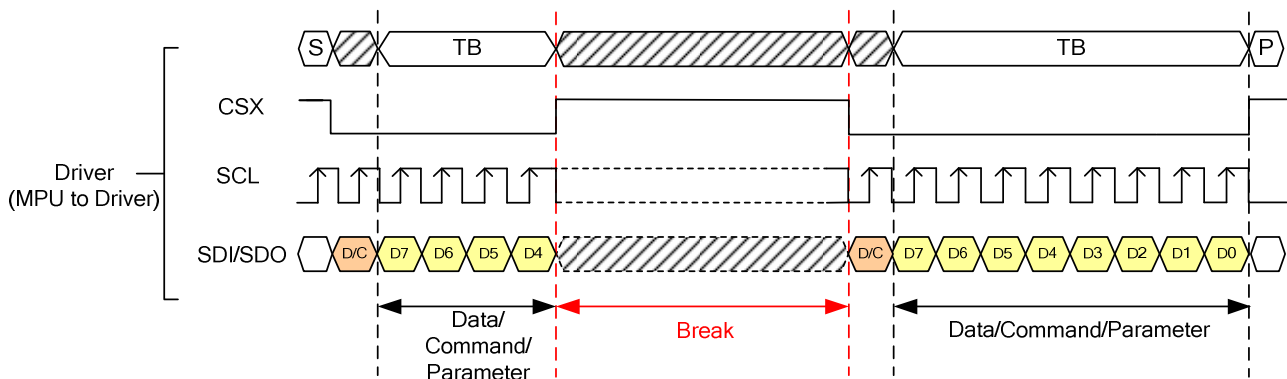 S TB TB P
CSX
Driver
(MPU to Driver)
SCL
SDI/SDO D/C D7 D6 D5 D4 D/C D7 D6 D5 D4 D3 D2 D1 D0
Data/
Command/
Parameter
Break
Data/Command/Parameter